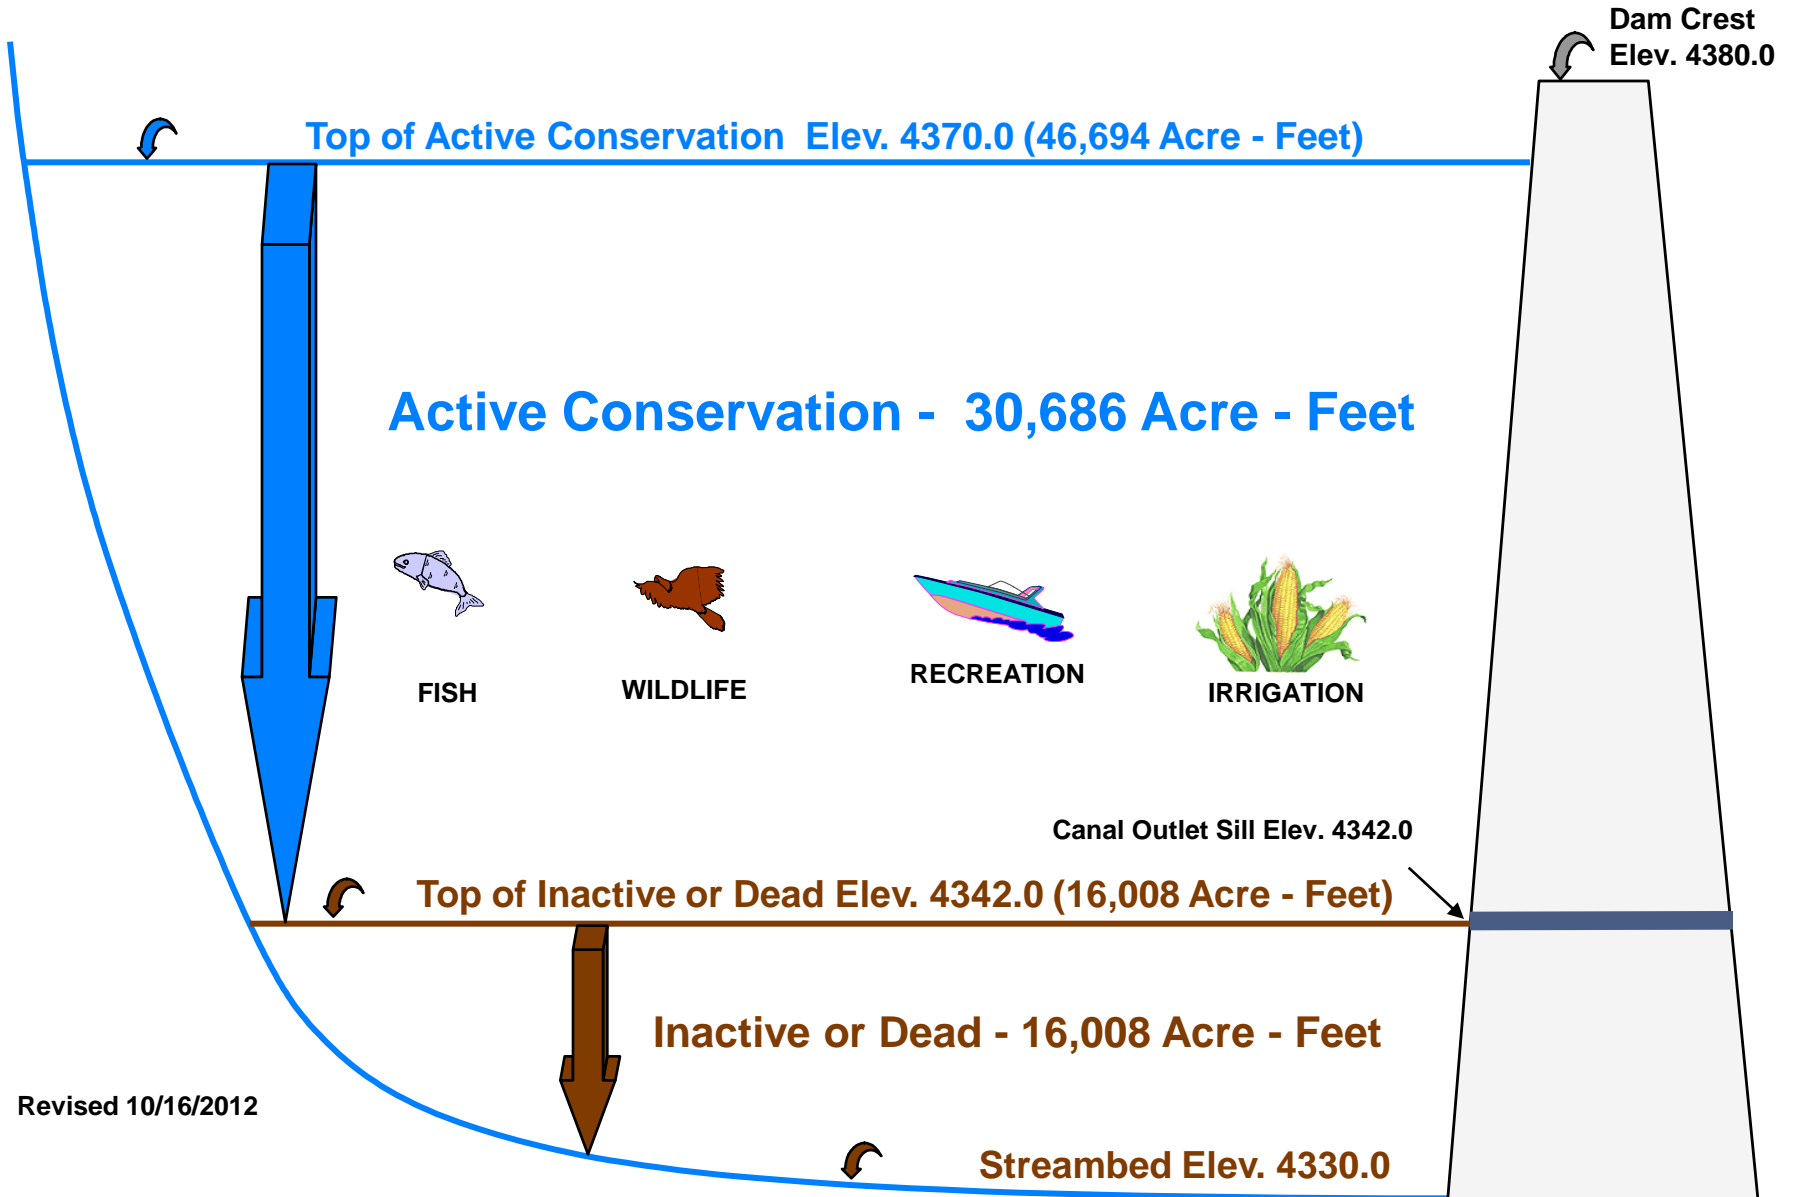 Dam Crest
Elev. 4380.0
Top of Active Conservation  Elev. 4370.0 (46,694 Acre - Feet)
Active Conservation -  30,686 Acre - Feet
FISH
WILDLIFE
RECREATION
IRRIGATION
Canal Outlet Sill Elev. 4342.0
Top of Inactive or Dead Elev. 4342.0 (16,008 Acre - Feet)
Inactive or Dead - 16,008 Acre - Feet
Revised 10/16/2012
Streambed Elev. 4330.0